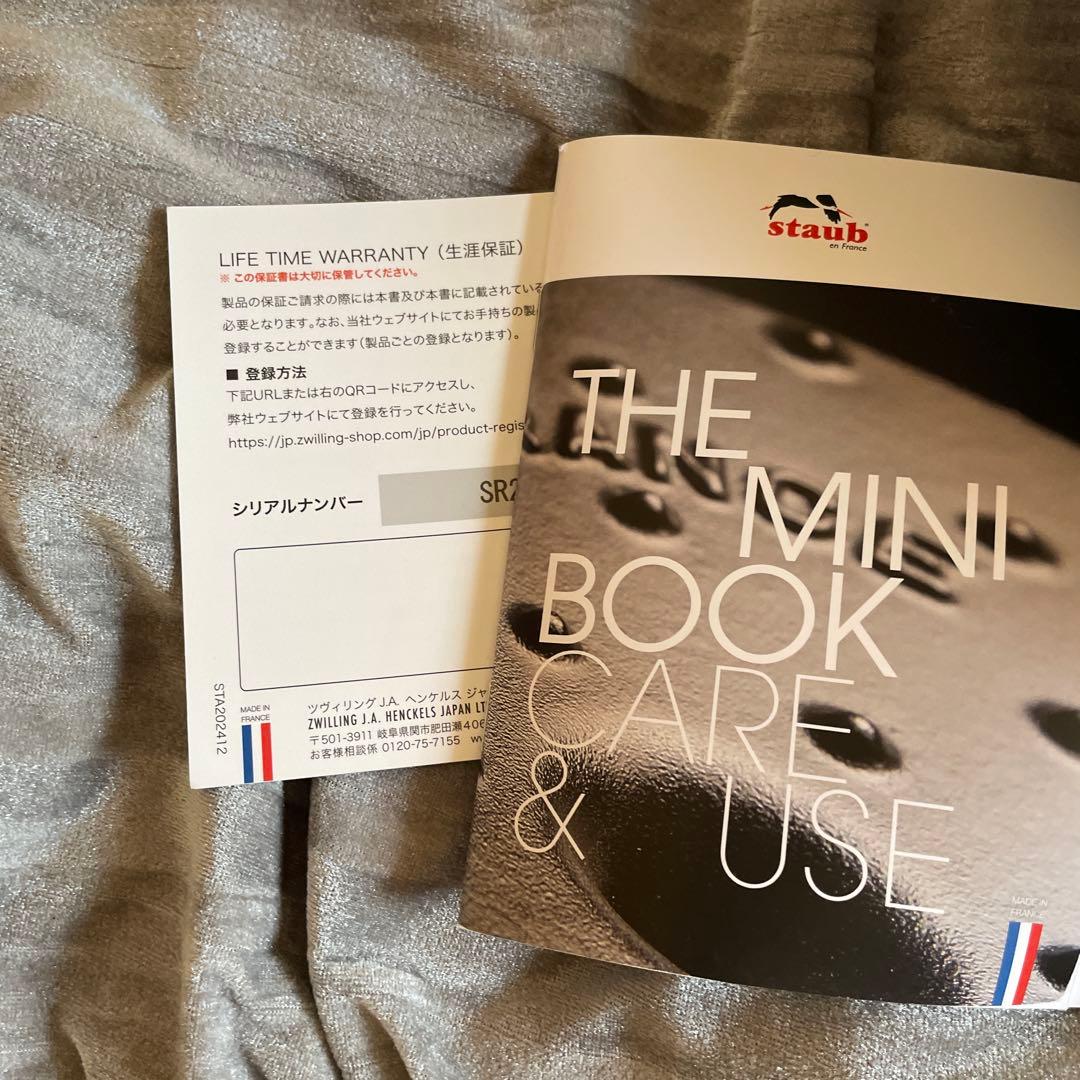 LIFE TIME WARRANTY（生涯保証）
※ この保証書は大切に保管してください。
製品の保証ご請求の際には本書及び本書に記載されている
必要となります。なお、当社ウェブサイトにてお手持ちの製
登録することができます（製品ごとの登録となります）。
■ 登録方法
下記URLまたは右のQRコードにアクセスし、
弊社ウェブサイトにて登録を行ってください。
https://jp.zwilling-shop.com/jp/product-regis
シリアルナンバー SR2
STA202412
MADE IN
FRANCE
ツヴィリング J.A. ヘンケルス ジャ
ZWILLING J.A. HENCKELS JAPAN LT
〒501-3911 岐阜県関市肥田瀬406
お客様相談係 0120-75-7155 w
staub
en France
THE
MINI
BOOK
CARE
& USE
MADE IN
FRANCE